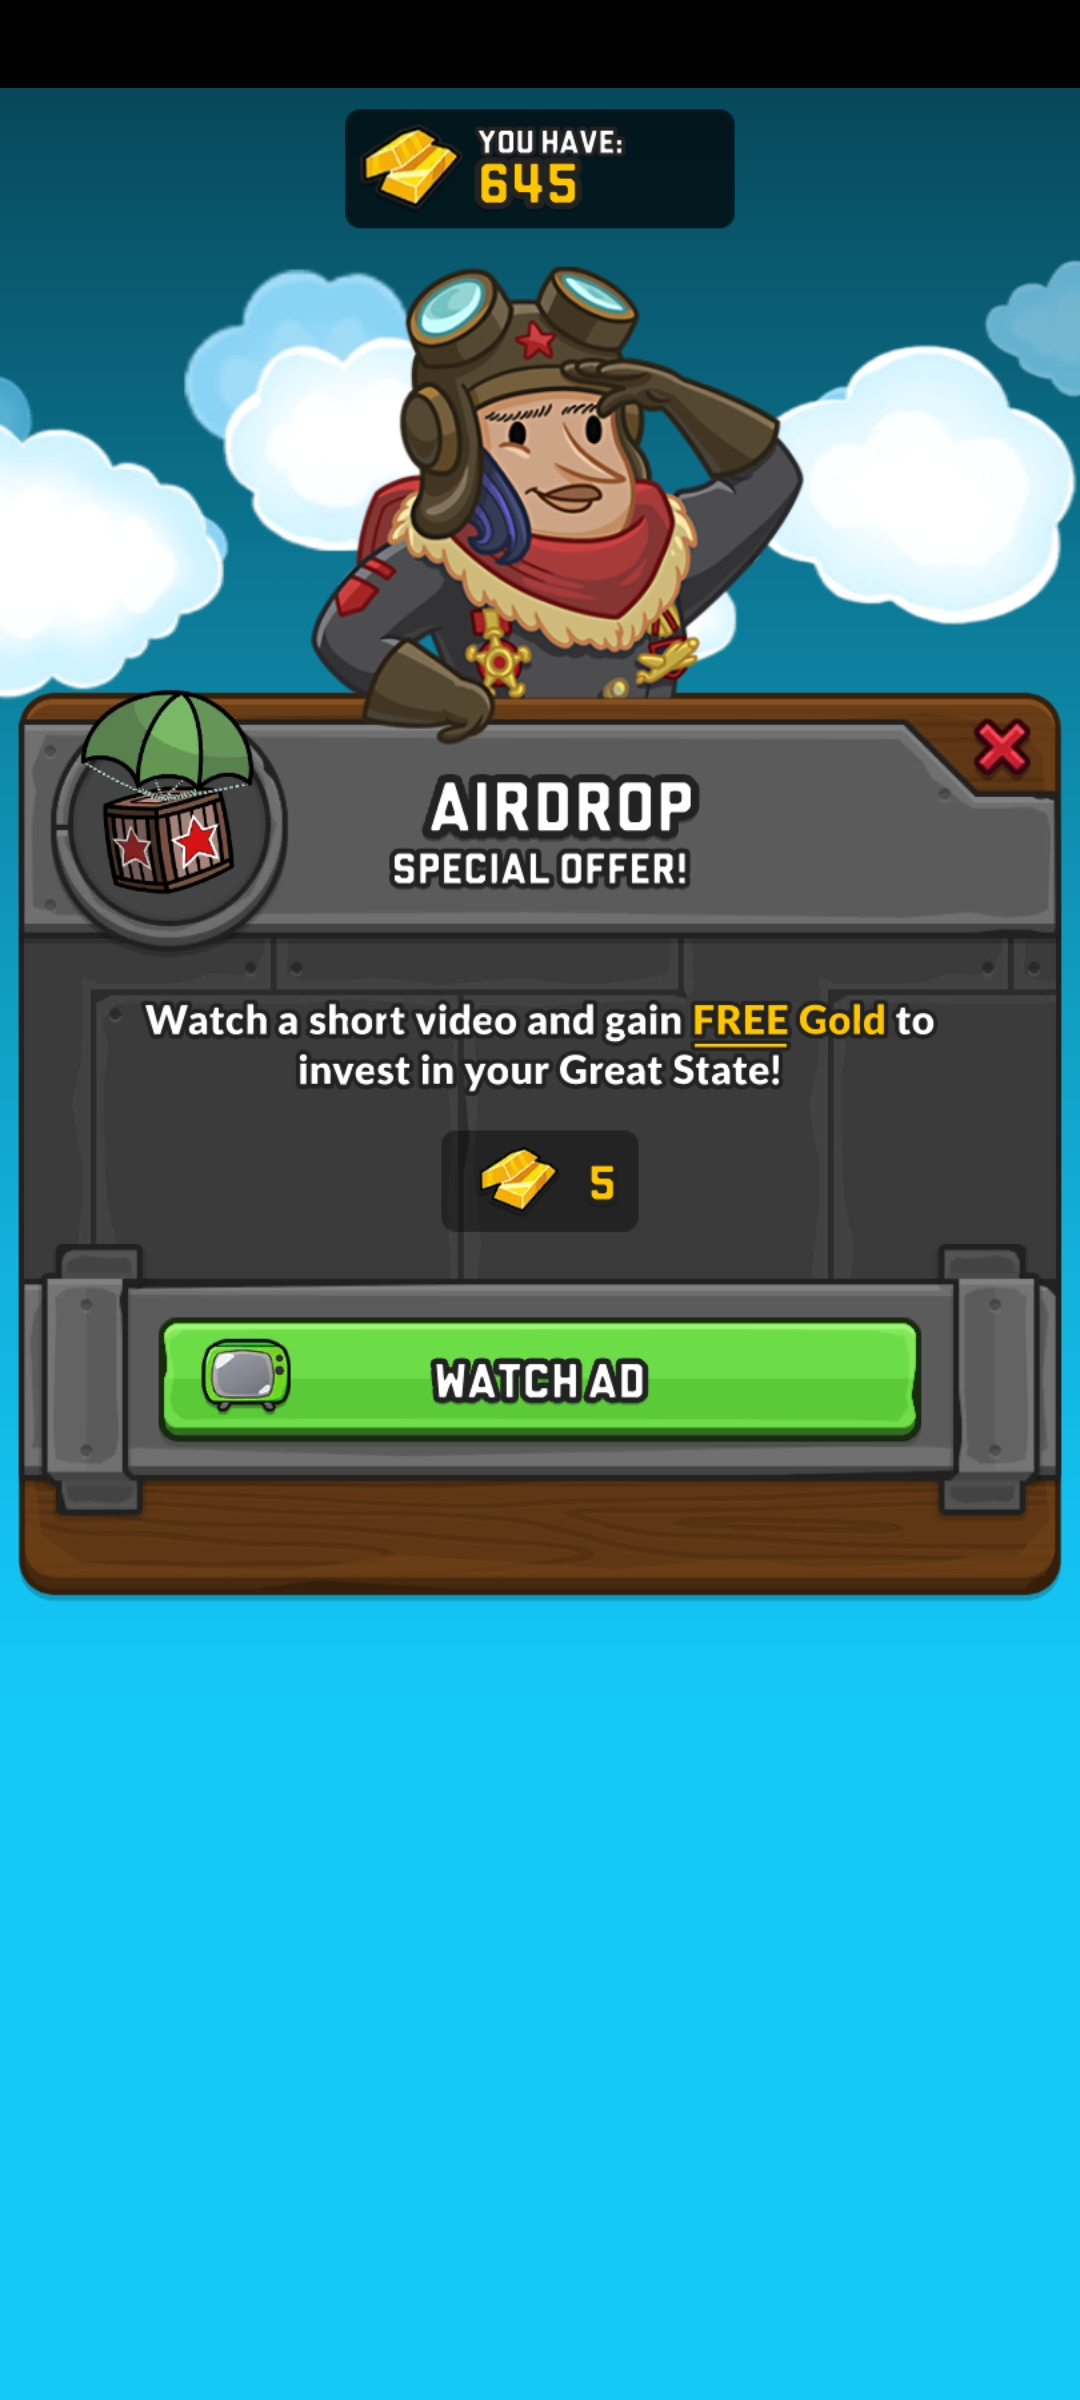 YOU HAVE:
645
AIRDROP
SPECIAL OFFER!
Watch a short video and gain FREE Gold to
invest in your Great State!
5
WATCH AD